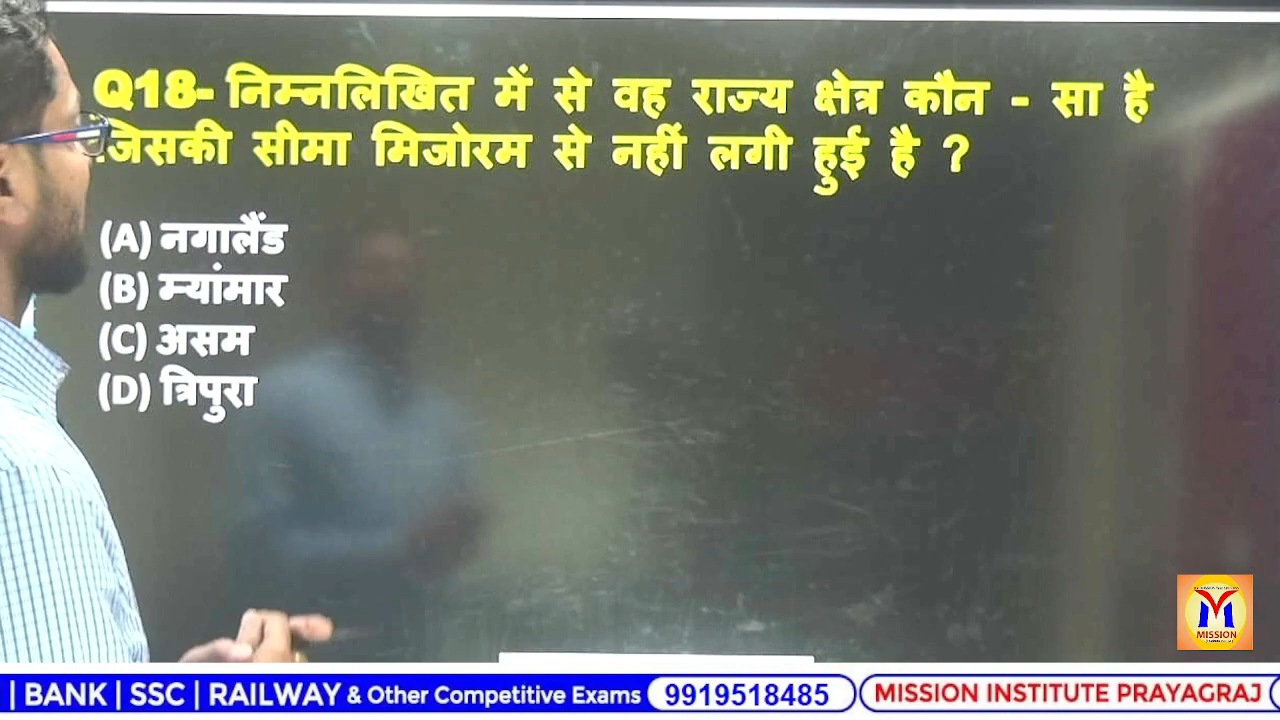 Q18- निम्नलिखित में से वह राज्य क्षेत्र कौन - सा है
जिसकी सीमा मिजोरम से नहीं लगी हुई है ?
(A) नगालैंड
(B) म्यांमार
(C) असम
(D) त्रिपुरा
MISSION
| BANK | SSC | RAILWAY & Other Competitive Exams 9919518485 MISSION INSTITUTE PRAYAGRAJ